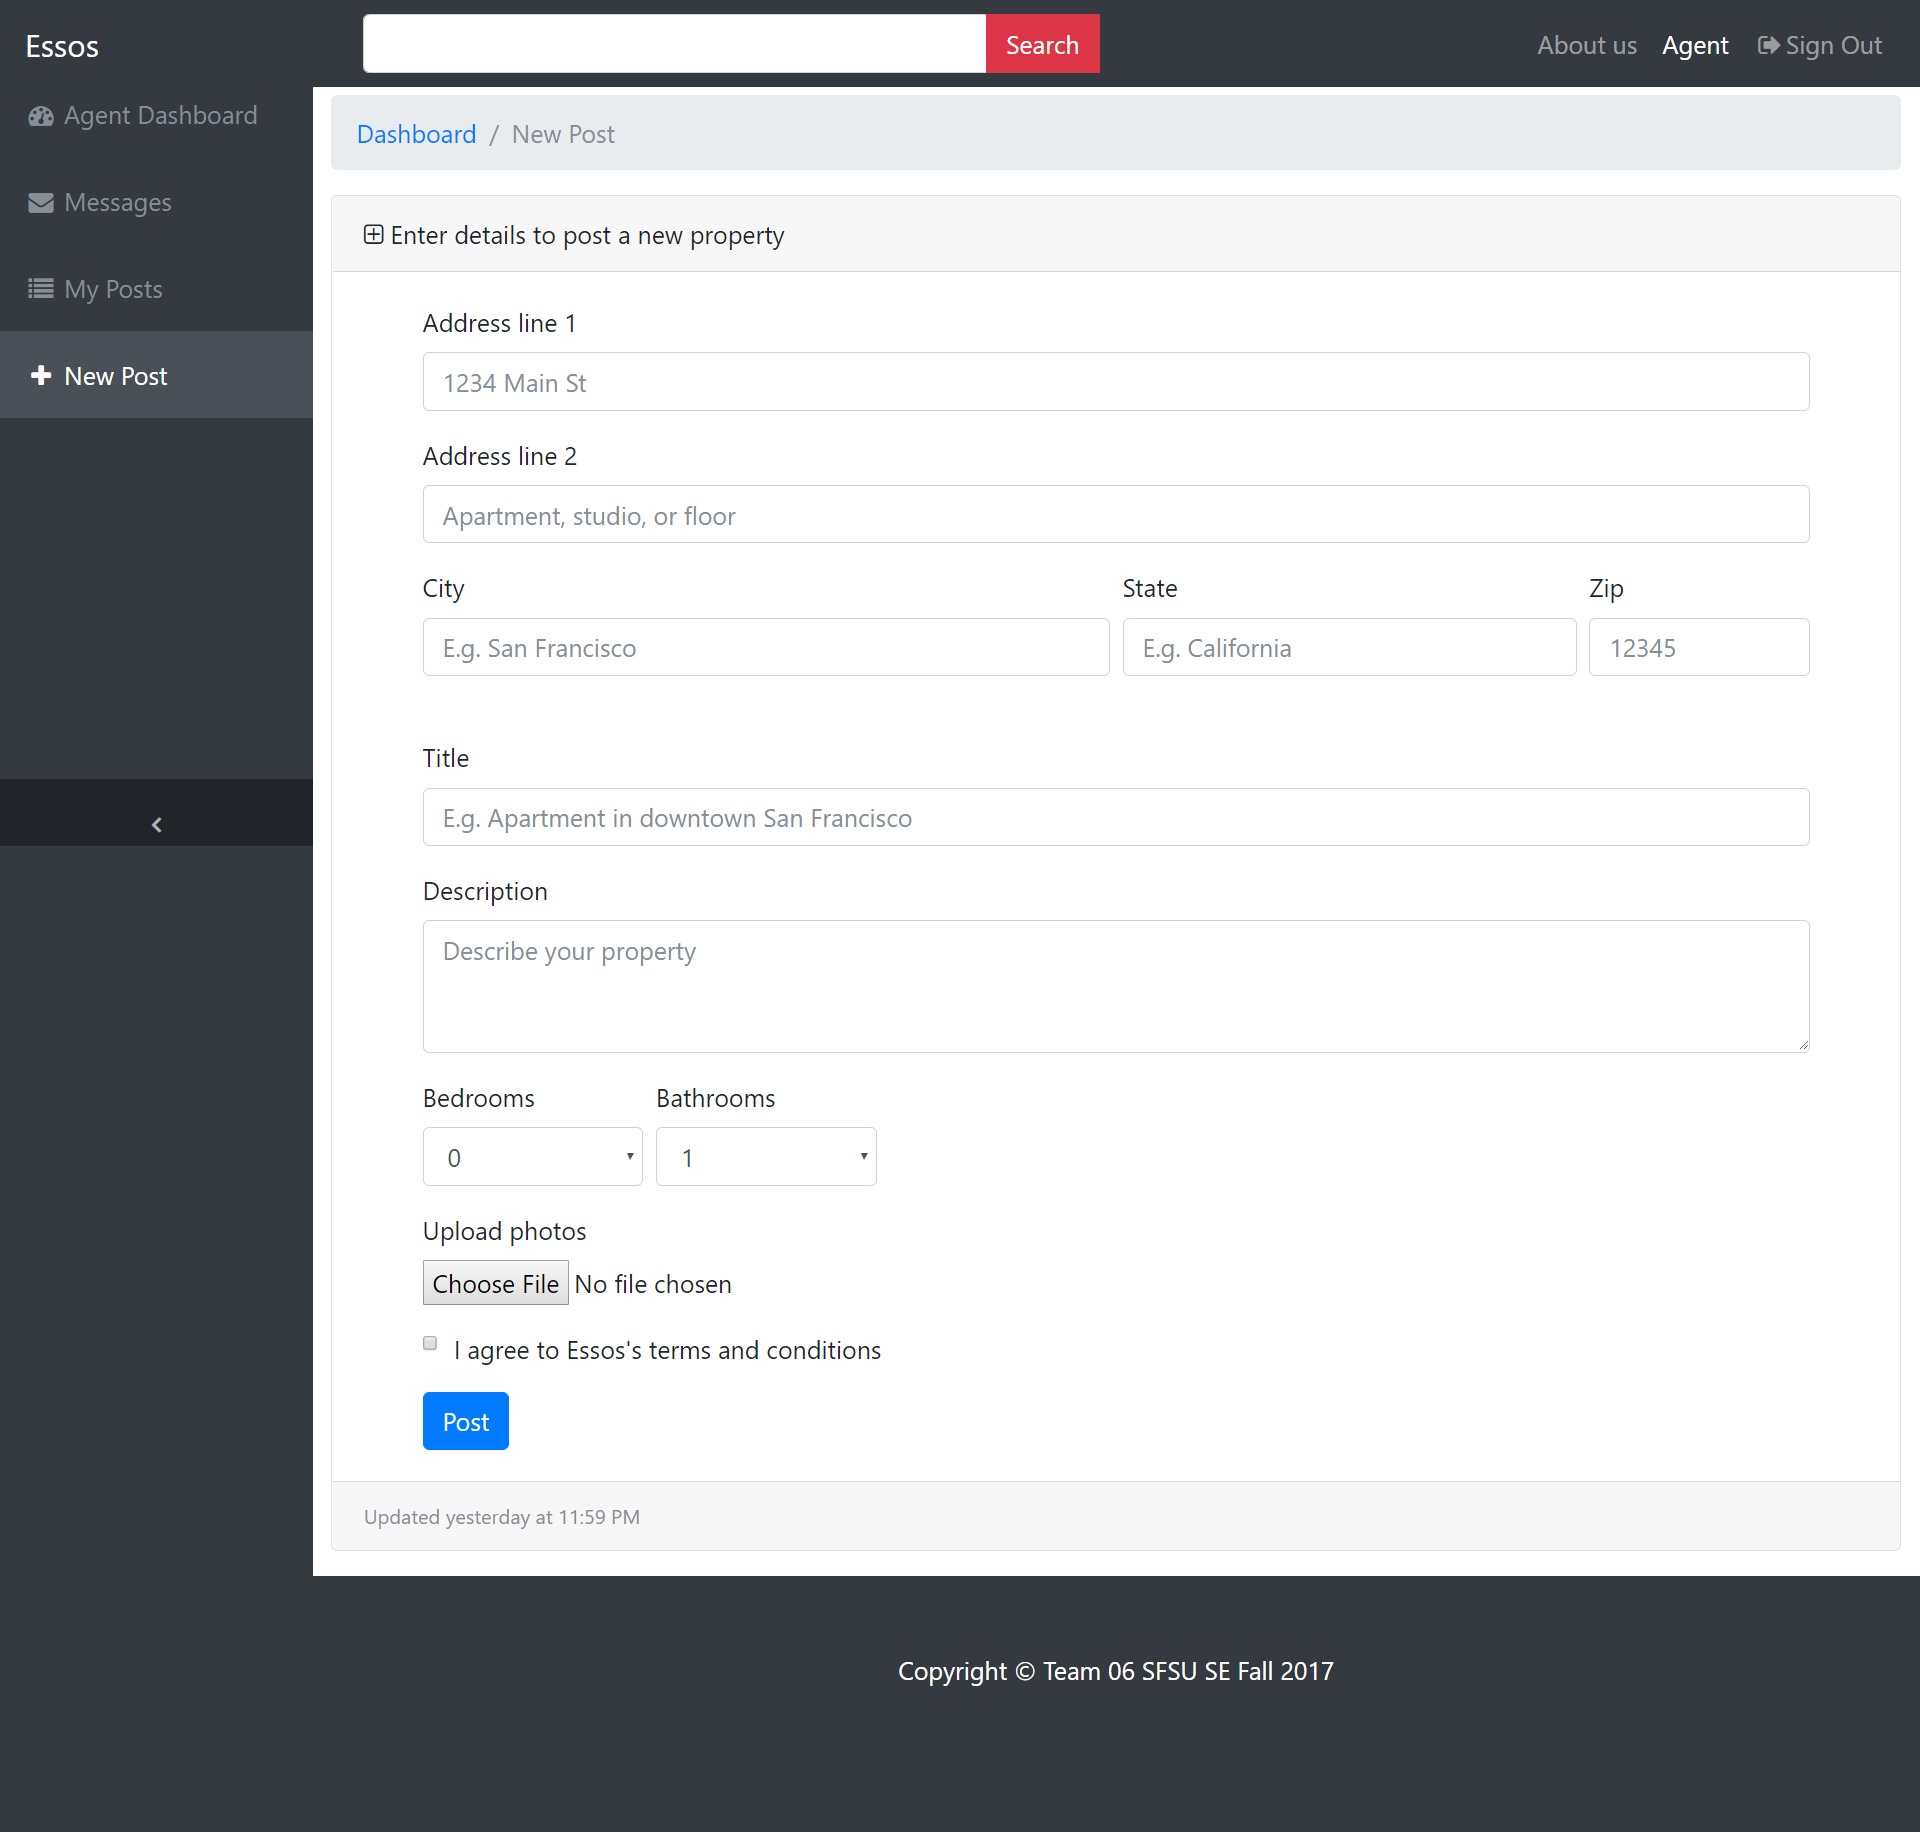 Essos
Search
About us
Agent
Sign Out
Agent Dashboard
Messages
My Posts
New Post
Dashboard / New Post
Enter details to post a new property
Address line 1
1234 Main St
Address line 2
Apartment, studio, or floor
City
State
Zip
E.g. San Francisco
E.g. California
12345
Title
E.g. Apartment in downtown San Francisco
Description
Describe your property
Bedrooms
Bathrooms
0
1
Upload photos
Choose File No file chosen
I agree to Essos's terms and conditions
Post
Updated yesterday at 11:59 PM
Copyright © Team 06 SFSU SE Fall 2017